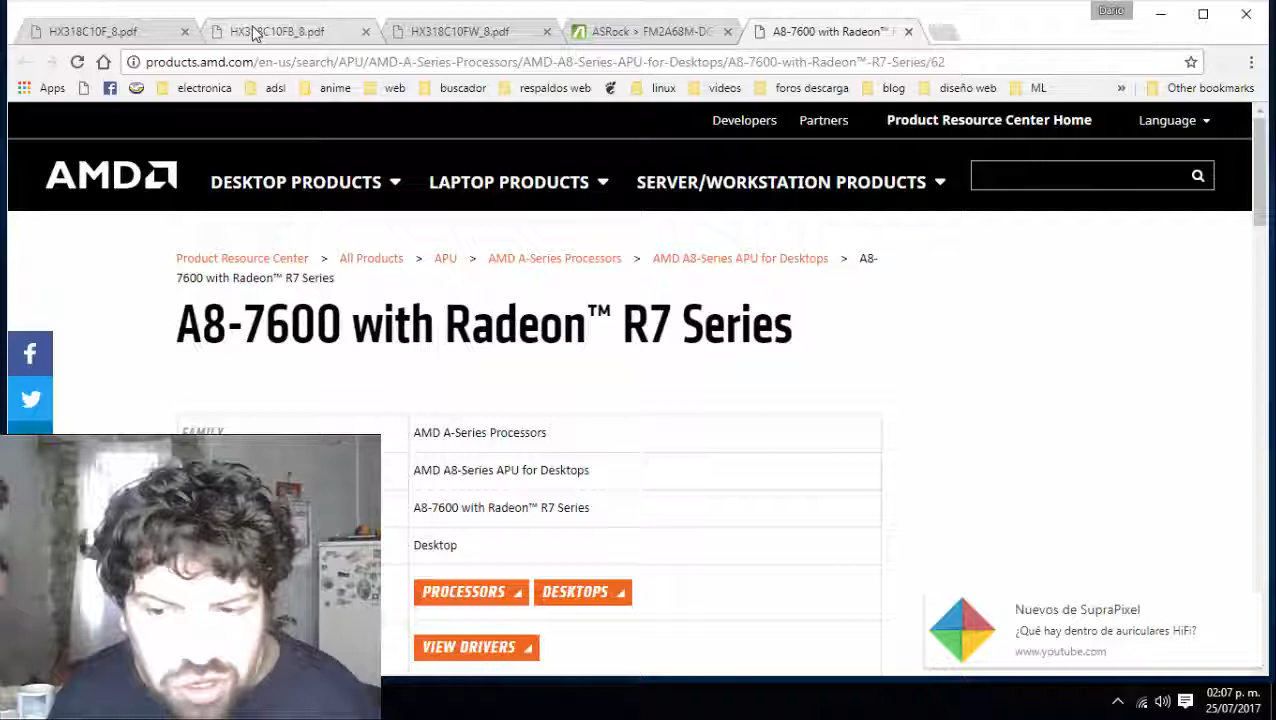 Dario
HX318C10F_8.pdf
HX318C10FB_8.pdf
HX318C10FW_8.pdf
ASRock > FM2A68M-DG
A8-7600 with Radeon™ F
products.amd.com/en-us/search/APU/AMD-A-Series-Processors/AMD-A8-Series-APU-for-Desktops/A8-7600-with-Radeon™-R7-Series/62
Apps electronica adsl anime web buscador respaldos web linux videos foros descarga blog diseño web ML » Other bookmarks
Developers Partners Product Resource Center Home Language
AMD DESKTOP PRODUCTS LAPTOP PRODUCTS SERVER/WORKSTATION PRODUCTS
Product Resource Center > All Products > APU > AMD A-Series Processors > AMD A8-Series APU for Desktops > A8-
7600 with Radeon™ R7 Series
A8-7600 with Radeon™ R7 Series
FAMILY AMD A-Series Processors
AMD A8-Series APU for Desktops
A8-7600 with Radeon™ R7 Series
Desktop
PROCESSORS DESKTOPS
VIEW DRIVERS
Nuevos de SupraPixel
¿Qué hay dentro de auriculares HiFi?
www.youtube.com
02:07 p. m.
25/07/2017